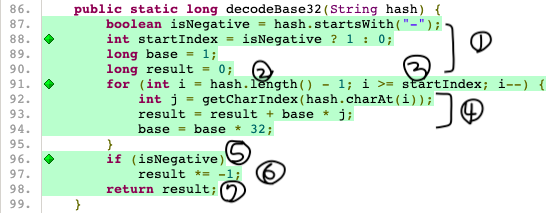 86. public static long decodeBase32(String hash) {
87. boolean isNegative = hash.startsWith("-");
88. int startIndex = isNegative ? 1 : 0; ①
89. long base = 1;
90. long result = 0; ② ③
91. for (int i = hash.length() - 1; i >= startIndex; i--) {
92. int j = getCharIndex(hash.charAt(i));
93. result = result + base * j; ④
94. base = base * 32;
95. }
96. if (isNegative) ⑤
97. result *= -1; ⑥
98. return result; ⑦
99. }